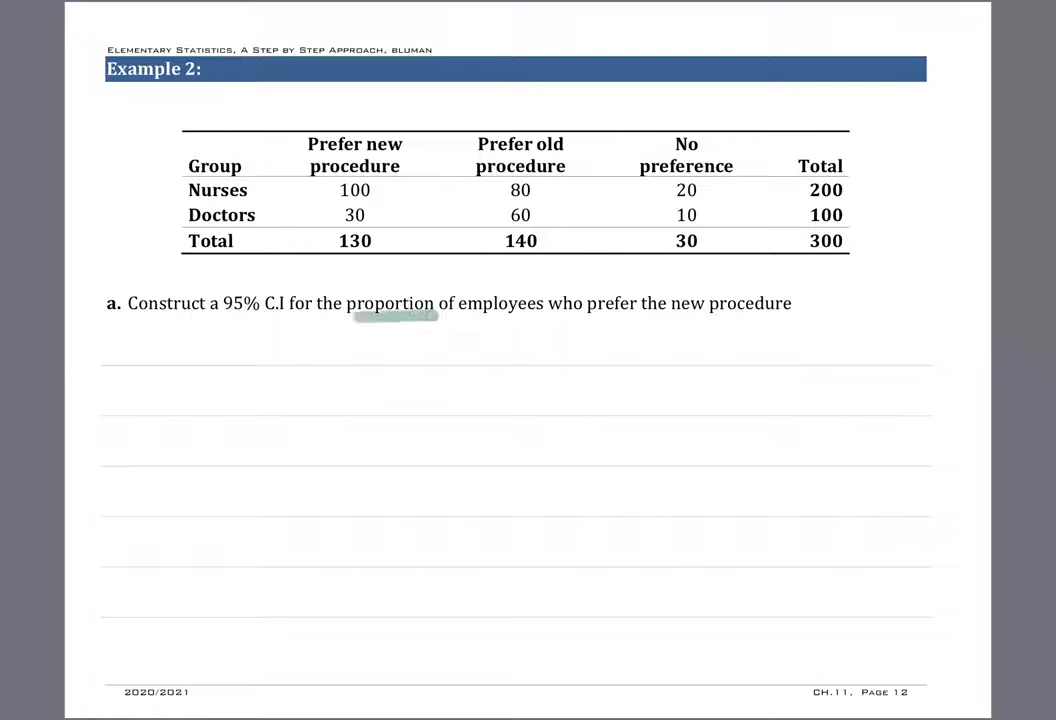 ELEMENTARY STATISTICS, A STEP BY STEP APPROACH, BLUMAN
Example 2:
Group Prefer new procedure Prefer old procedure No preference Total
Nurses 100 80 20 200
Doctors 30 60 10 100
Total 130 140 30 300
a. Construct a 95% C.I for the proportion of employees who prefer the new procedure
2020/2021 CH.11, PAGE 12